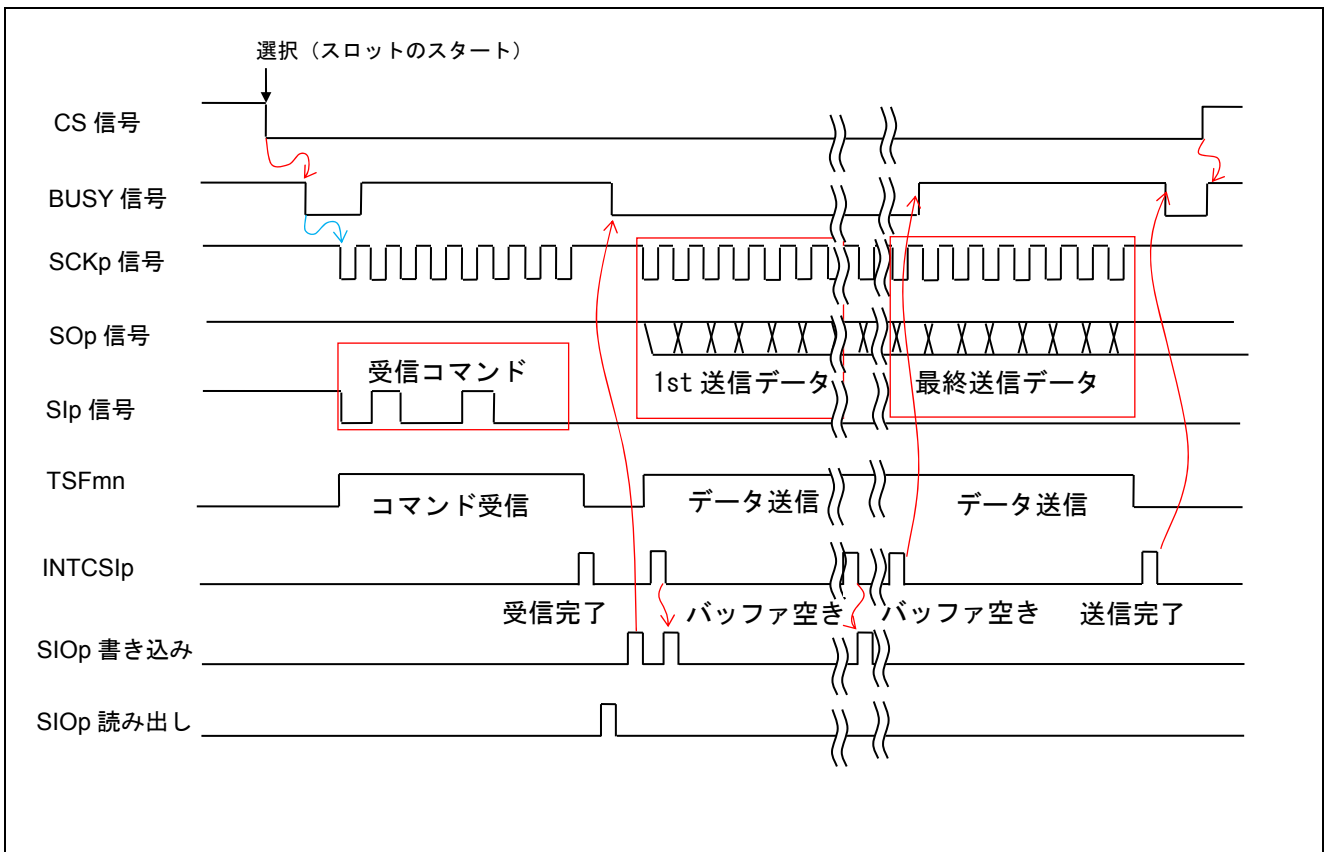 選択（スロットのスタート）
CS 信号
BUSY 信号
SCKp 信号
SOp 信号
受信コマンド
1st 送信データ
最終送信データ
SIp 信号
TSFmn
コマンド受信
データ送信
データ送信
INTCSIp
受信完了
バッファ空き
バッファ空き
送信完了
SIOp 書き込み
SIOp 読み出し